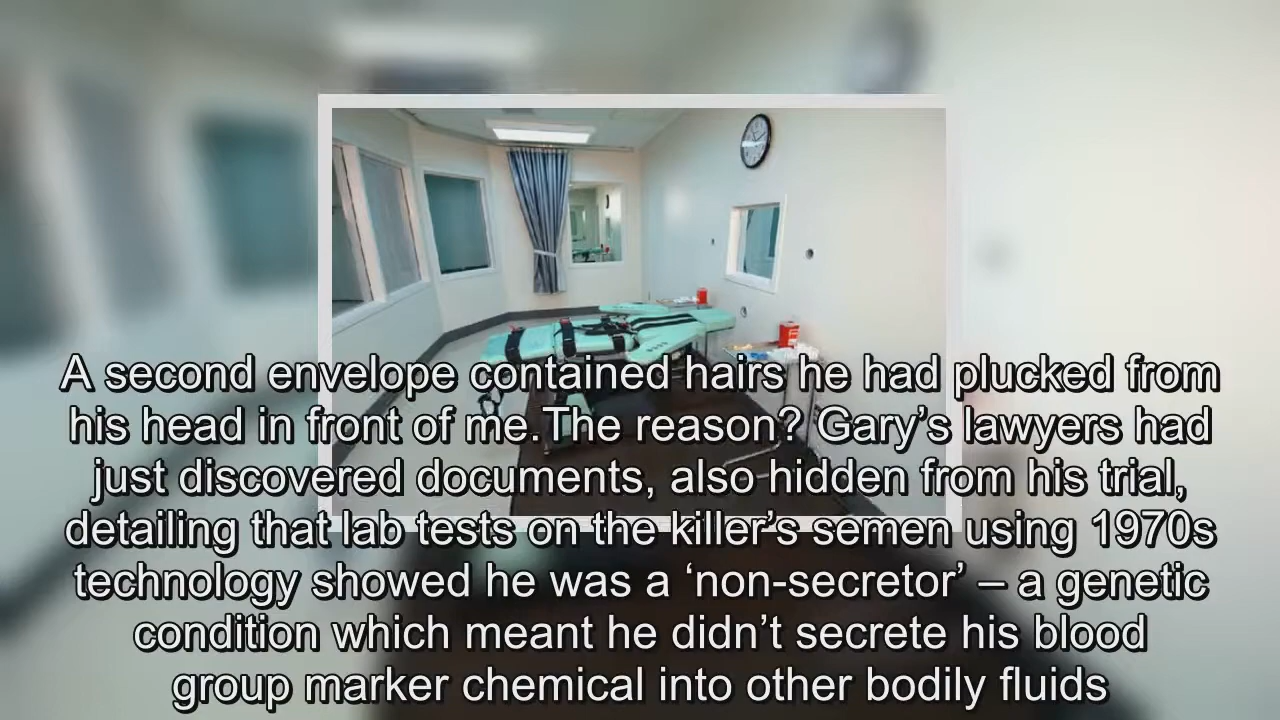 A second envelope contained hairs he had plucked from
his head in front of me.The reason? Gary’s lawyers had
just discovered documents, also hidden from his trial,
detailing that lab tests on the killer’s semen using 1970s
technology showed he was a ‘non-secretor’ – a genetic
condition which meant he didn’t secrete his blood
group marker chemical into other bodily fluids